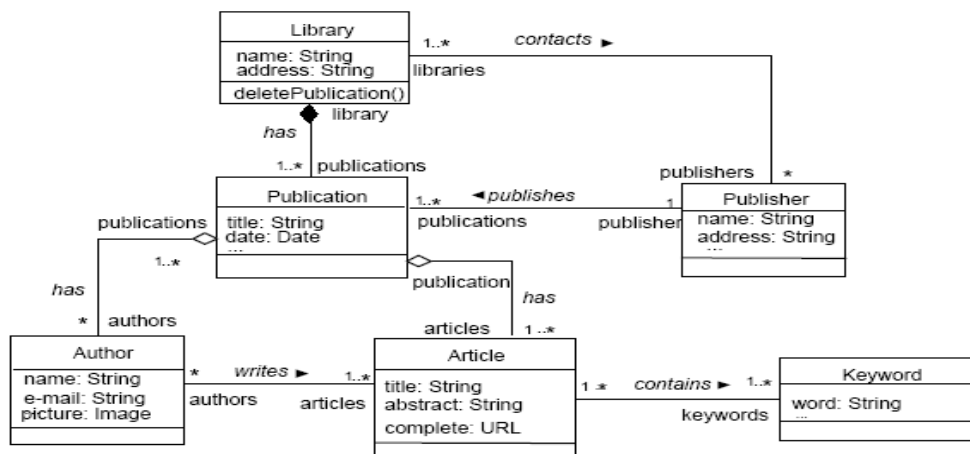 Library
name: String
address: String
deletePublication()
1..* contacts ►
libraries
library
has
1..* publications
publishers *
Publication
title: String
date: Date
...
1..* ◄publishes 1
publications publisher
Publisher
name: String
address: String
...
publications
1..*
has
* authors
publication
has
articles 1..*
Author
name: String
e-mail: String
picture: Image
* writes ► 1..*
authors articles
Article
title: String
abstract: String
complete: URL
1..* contains ► 1..*
keywords
Keyword
word: String
...